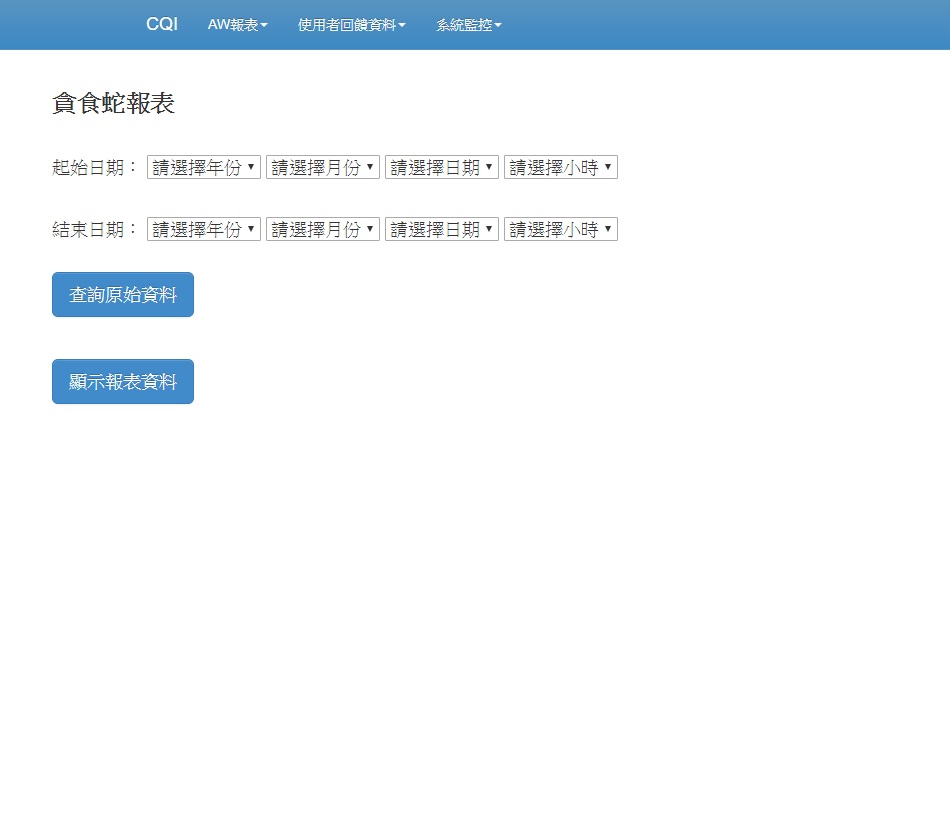 CQI AW報表 使用者回饋資料 系統監控
貪食蛇報表
起始日期： 請選擇年份 請選擇月份 請選擇日期 請選擇小時
結束日期： 請選擇年份 請選擇月份 請選擇日期 請選擇小時
查詢原始資料
顯示報表資料